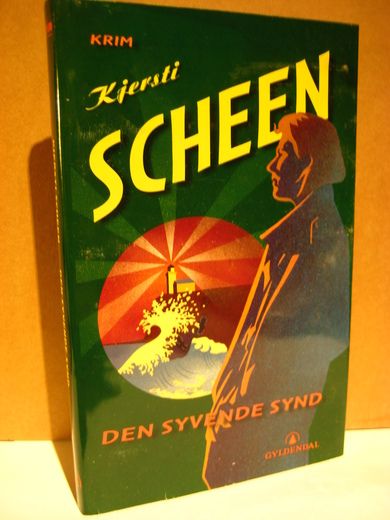 KRIM
Kjersti
SCHEEN
DEN SYVENDE SYND
GYLDENDAL